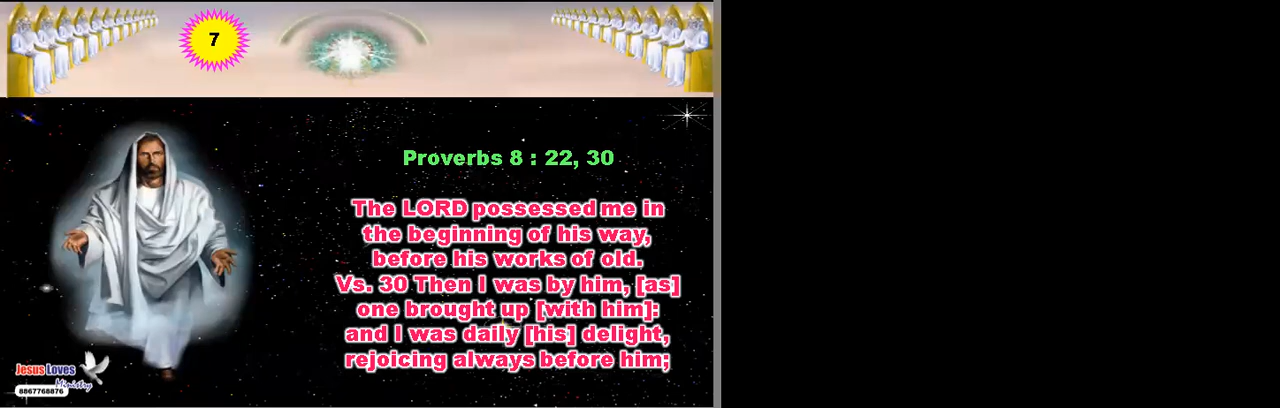 7
Proverbs 8 : 22, 30
The LORD possessed me in
the beginning of his way,
before his works of old.
Vs. 30 Then I was by him, [as]
one brought up [with him]:
and I was daily [his] delight,
rejoicing always before him;
Jesus Loves
Ministry
8867768876